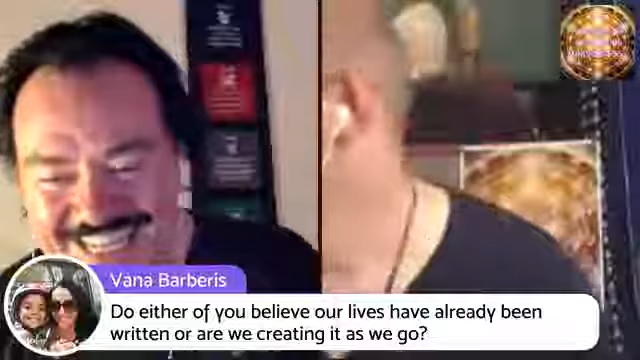 Vana Barberis
Do either of you believe our lives have already been
written or are we creating it as we go?